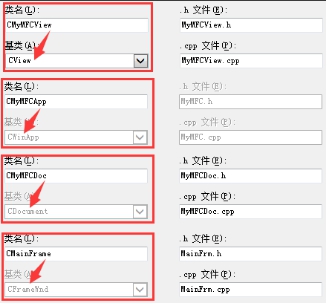 类名(L): .h 文件(E):
CMyMFCView MyMFCView.h
基类(A): .cpp 文件(P):
CView MyMFCView.cpp
类名(L): .h 文件(E):
CMyMFCApp MyMFC.h
基类(A): .cpp 文件(P):
CWinApp MyMFC.cpp
类名(L): .h 文件(E):
CMyMFCDoc MyMFCDoc.h
基类(A): .cpp 文件(P):
CDocument MyMFCDoc.cpp
类名(L): .h 文件(E):
CMainFrame MainFrm.h
基类(A): .cpp 文件(P):
CFrameWnd MainFrm.cpp